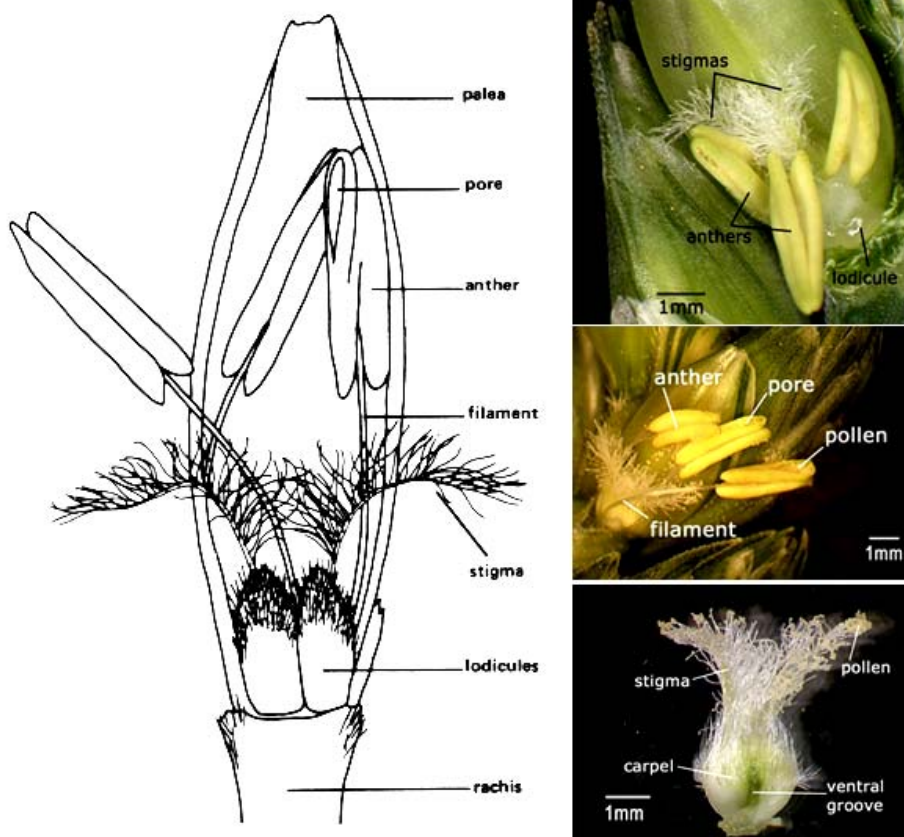 palea
pore
anther
filament
stigma
lodicules
rachis
stigmas
anthers
lodicule
1mm
anther
pore
pollen
filament
1mm
stigma
pollen
carpel
ventral
groove
1mm